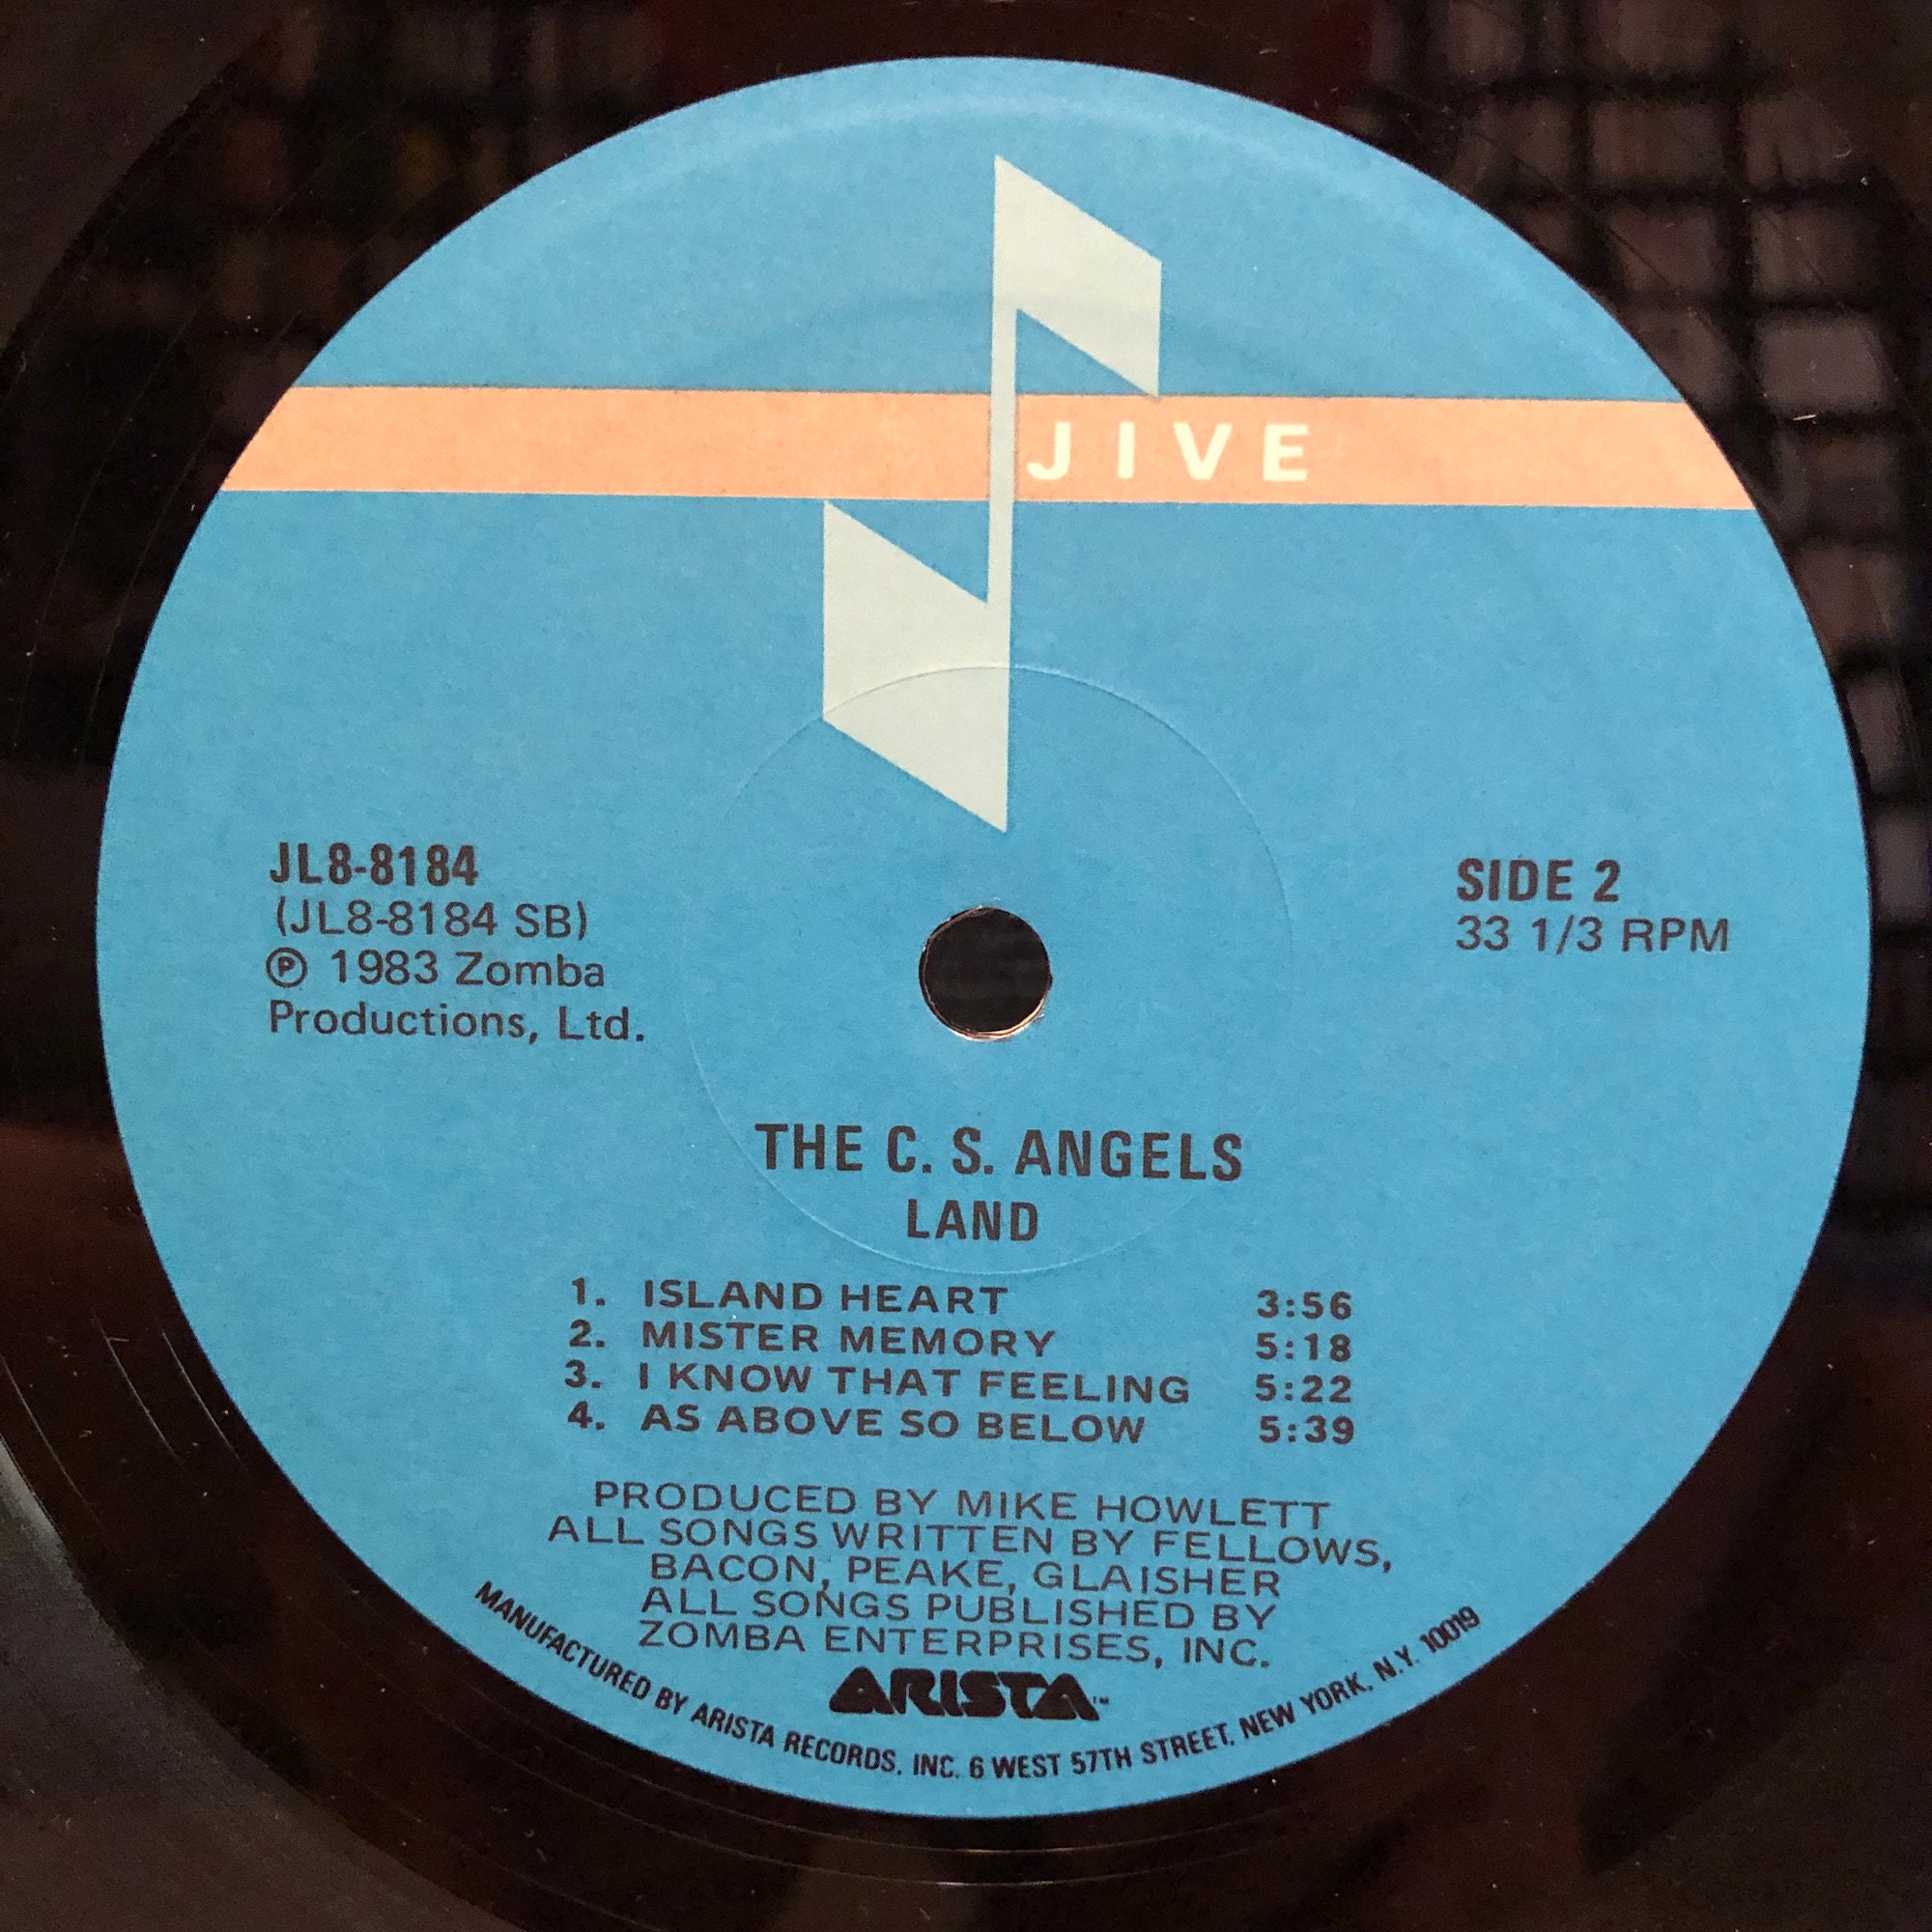 JIVE
JL8-8184
(JL8-8184 SB)
Ⓟ 1983 Zomba
Productions, Ltd.
SIDE 2
33 1/3 RPM
THE C. S. ANGELS
LAND
1. ISLAND HEART 3:56
2. MISTER MEMORY 5:18
3. I KNOW THAT FEELING 5:22
4. AS ABOVE SO BELOW 5:39
PRODUCED BY MIKE HOWLETT
ALL SONGS WRITTEN BY FELLOWS,
BACON, PEAKE, GLAISHER
ALL SONGS PUBLISHED BY
ZOMBA ENTERPRISES, INC.
ARISTA™
MANUFACTURED BY ARISTA RECORDS, INC. 6 WEST 57TH STREET, NEW YORK, N.Y. 10019